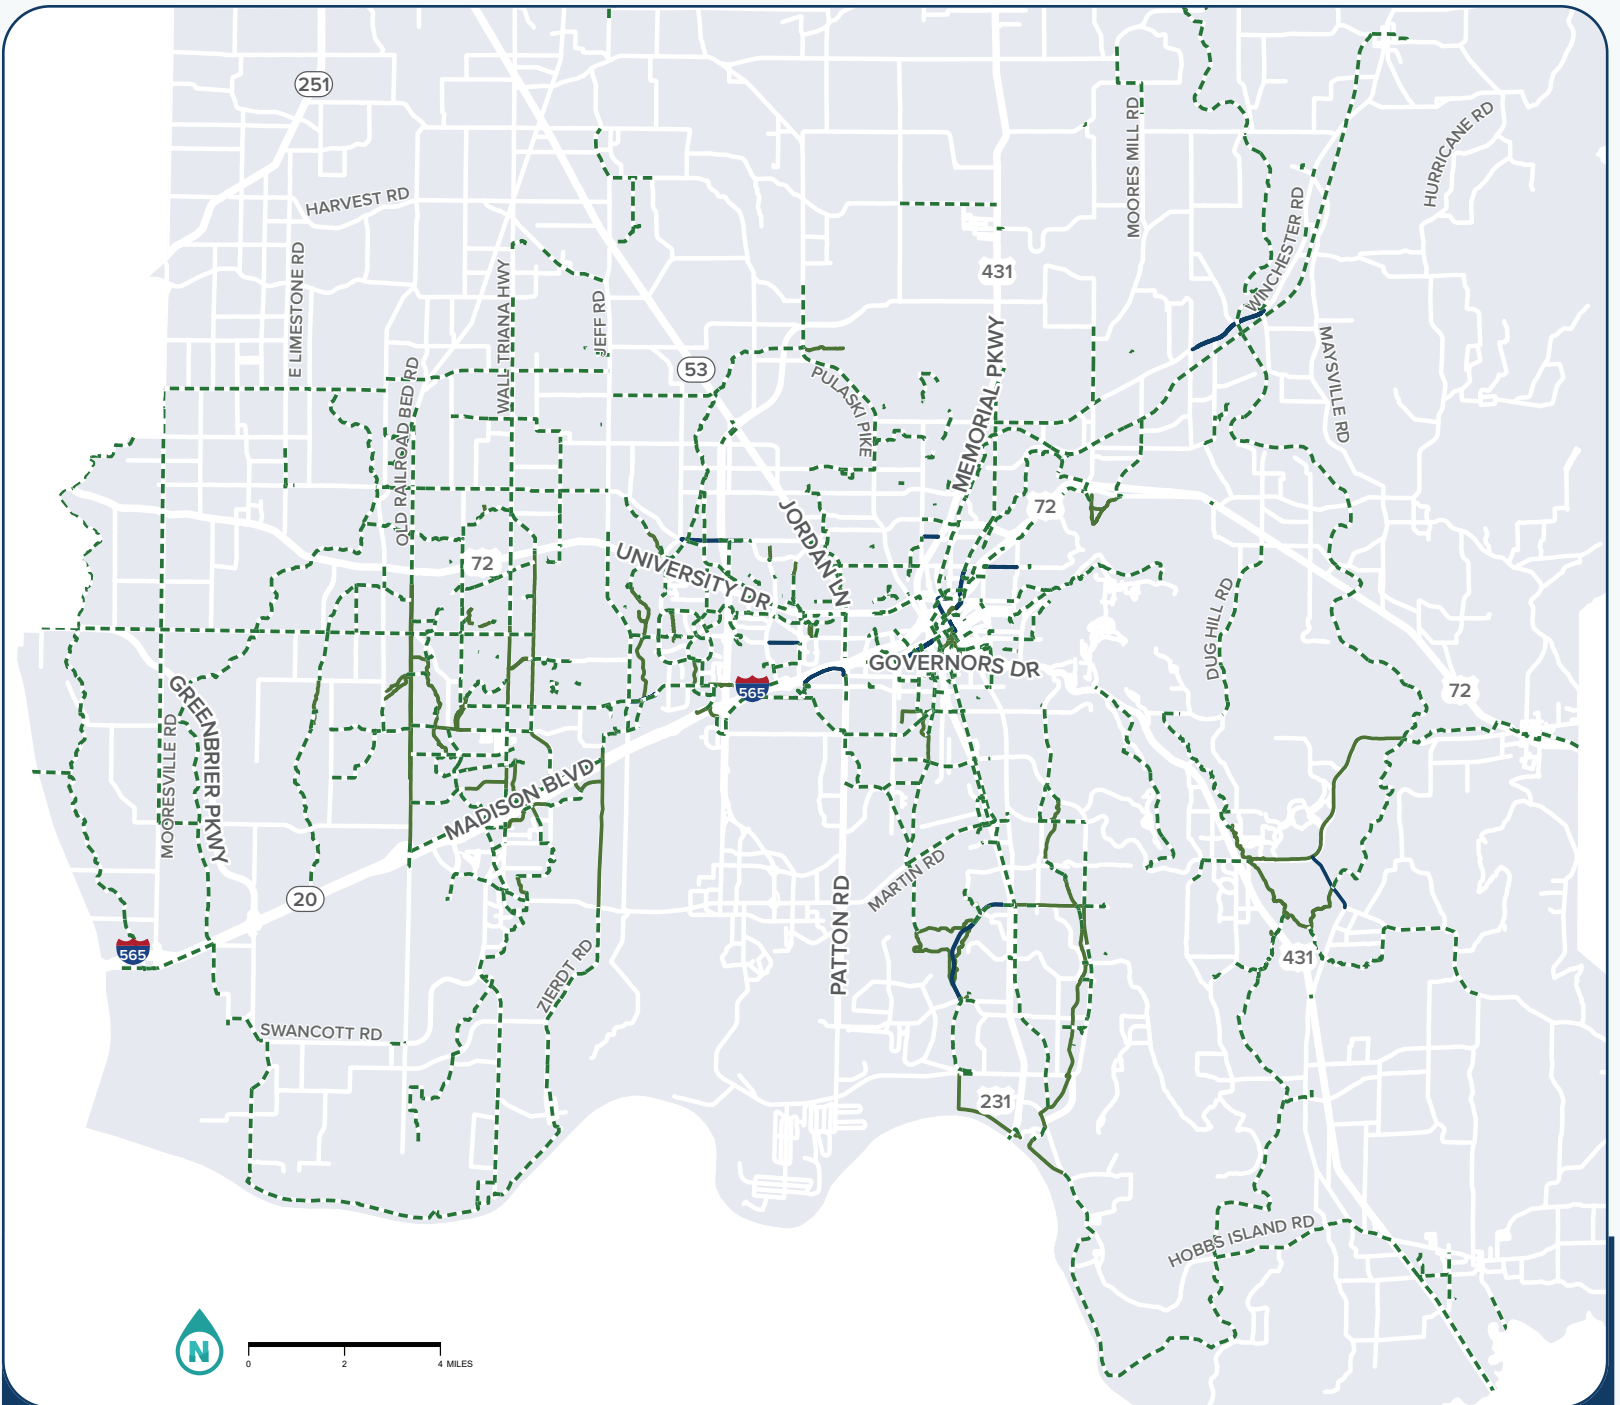 251
HARVEST RD
E LIMESTONE RD
WALL TRIANA HWY
JEFF RD
431
MOORES MILL RD
HURRICANE RD
WINCHESTER RD
53
PULASKI PIKE
MEMORIAL PKWY
MAYSVILLE RD
OLD RAILROAD BED RD
72
JORDAN LN
72
UNIVERSITY DR
DUG HILL RD
GOVERNORS DR
565
72
GREENBRIER PKWY
MOORESVILLE RD
MADISON BLVD
MARTIN RD
PATTON RD
20
565
ZIERDT RD
431
SWANCOTT RD
231
HOBBS ISLAND RD
N
0 2 4 MILES